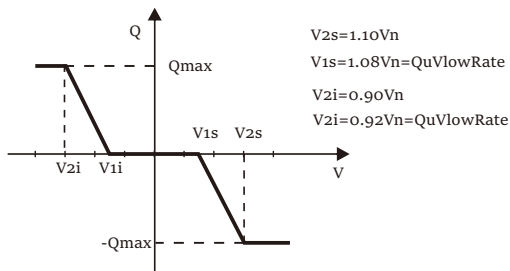 Q
V2s=1.10Vn
V1s=1.08Vn=QuVlowRate
Qmax
V2i=0.90Vn
V2i=0.92Vn=QuVlowRate
V1s V2s
V2i V1i
V
-Qmax